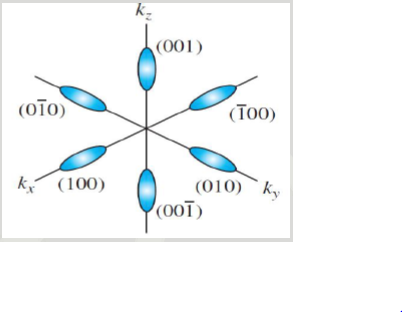 k_z
(001)
(01̄0)
(1̄00)
k_x
(100)
(010)
k_y
(001̄)